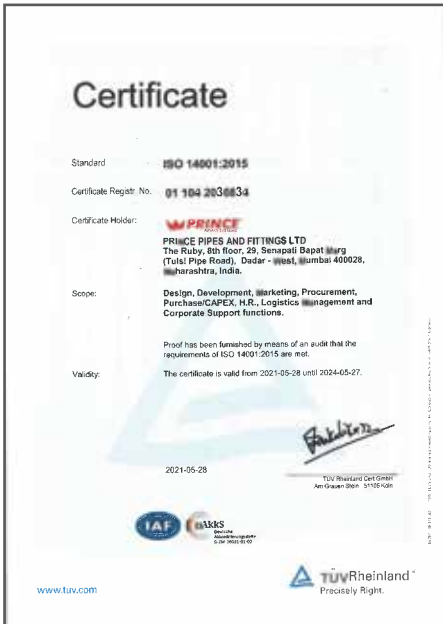 Certificate
Standard ISO 14001:2015
Certificate Registr. No. 01 104 2030834
Certificate Holder: PRINCE
PRINCE PIPES AND FITTINGS LTD
The Ruby, 8th floor, 29, Senapati Bapat Marg
(Tulsi Pipe Road), Dadar - West, Mumbai 400028,
Maharashtra, India.
Scope: Design, Development, Marketing, Procurement,
Purchase/CAPEX, H.R., Logistics Management and
Corporate Support functions.
Proof has been furnished by means of an audit that the
requirements of ISO 14001:2015 are met.
Validity: The certificate is valid from 2021-05-28 until 2024-05-27.
2021-05-28
TÜV Rheinland Cert GmbH
Am Grauen Stein · 51105 Köln
IAF
DAkkS
Deutsche
Akkreditierungsstelle
www.tuv.com
TÜVRheinland
Precisely Right.